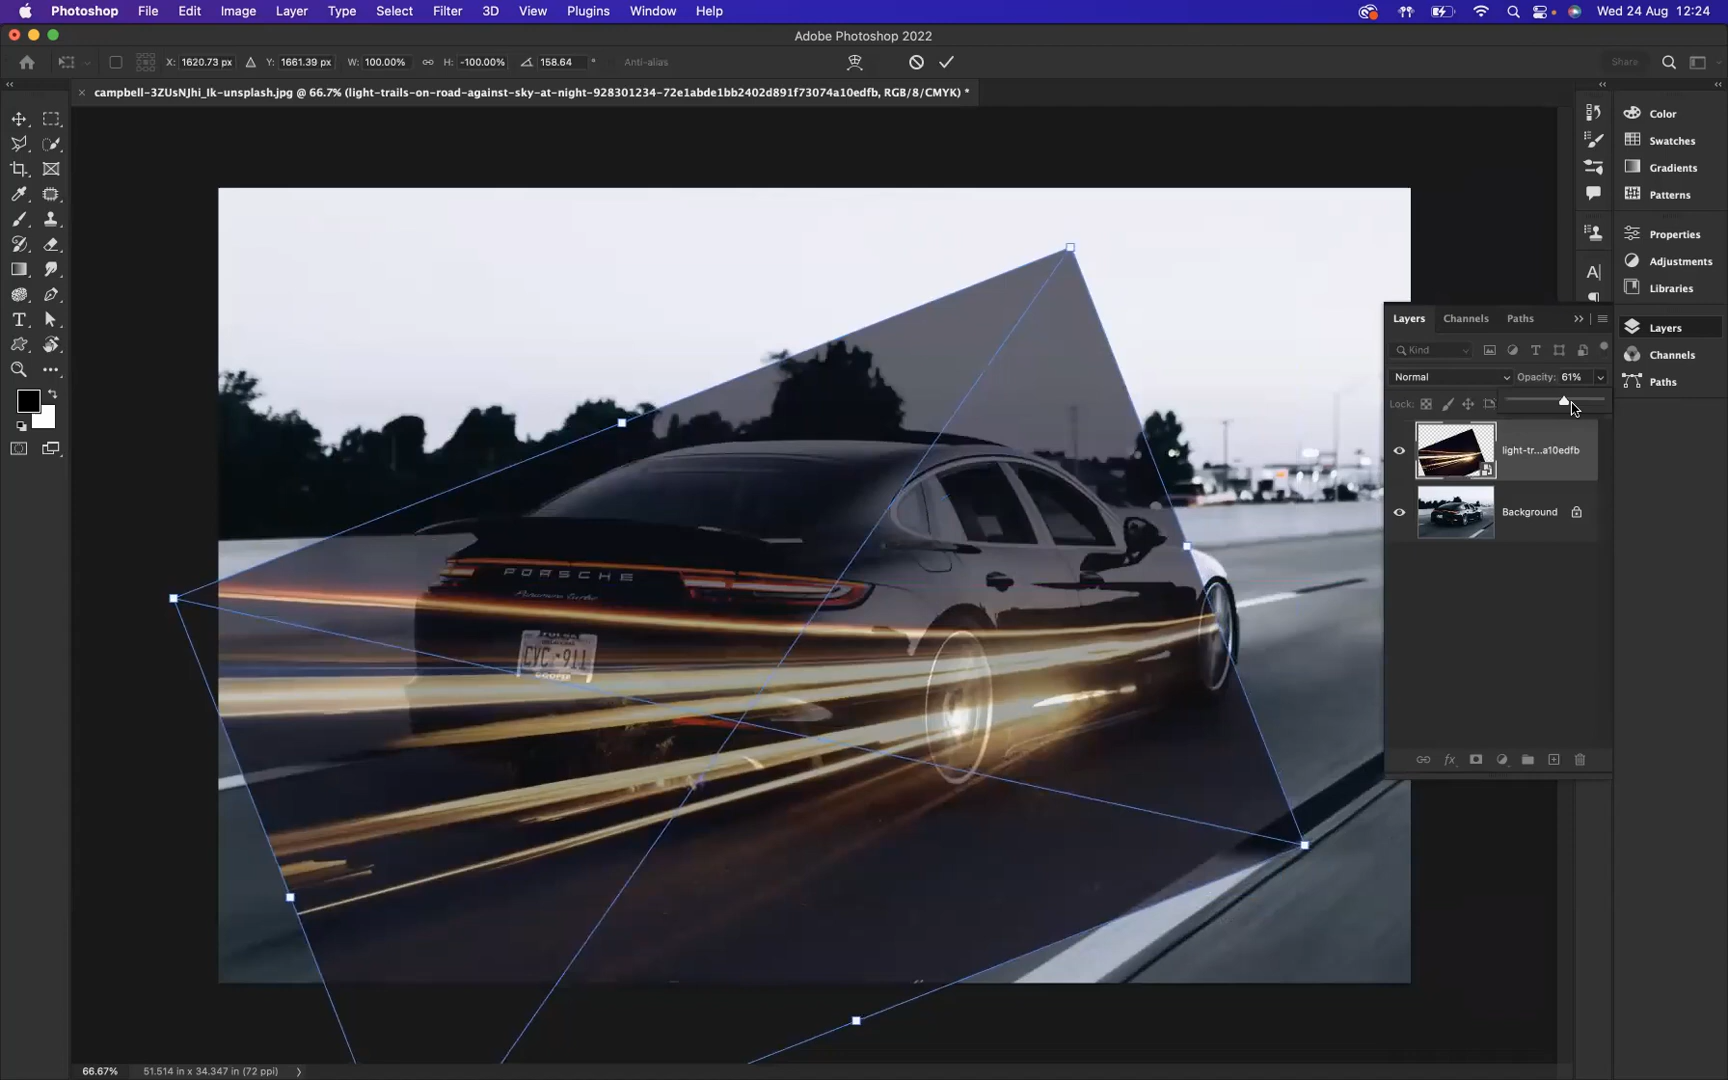 Photoshop File Edit Image Layer Type Select Filter 3D View Plugins Window Help Wed 24 Aug 12:24
Adobe Photoshop 2022
X: 1620.73 px Y: 1661.39 px W: 100.00% H: -100.00% 158.64 ° Anti-alias Share
× campbell-3ZUsNJhi_Ik-unsplash.jpg @ 66.7% (light-trails-on-road-against-sky-at-night-928301234-72e1abde1bb2402d891f73074a10edfb, RGB/8/CMYK) *
Color
Swatches
Gradients
Patterns
Properties
Adjustments
Libraries
Layers
Channels
Paths
Layers Channels Paths
Kind
Normal Opacity: 61%
Lock:
light-tr...a10edfb
Background
PORSCHE
Panamera Turbo
CVC 911
COOPER
66.67% 51.514 in x 34.347 in (72 ppi)